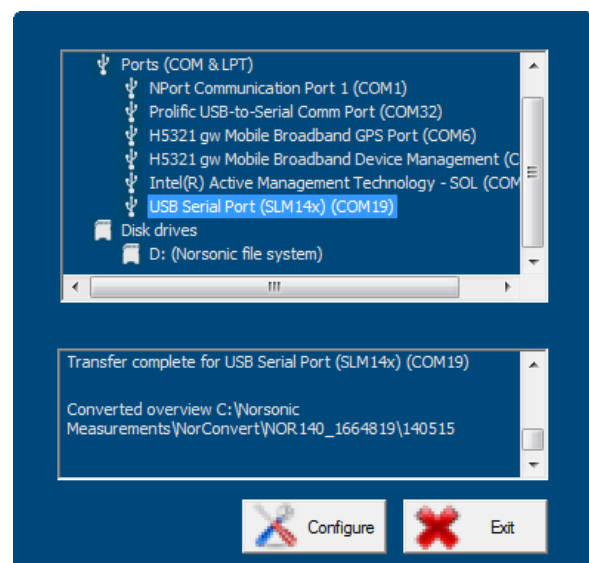 Ports (COM & LPT)
NPort Communication Port 1 (COM1)
Prolific USB-to-Serial Comm Port (COM32)
H5321 gw Mobile Broadband GPS Port (COM6)
H5321 gw Mobile Broadband Device Management (C
Intel(R) Active Management Technology - SOL (COM
USB Serial Port (SLM14x) (COM19)
Disk drives
D: (Norsonic file system)
Transfer complete for USB Serial Port (SLM14x) (COM19)
Converted overview C:\Norsonic
Measurements\NorConvert\NOR140_1664819\140515
Configure
Exit